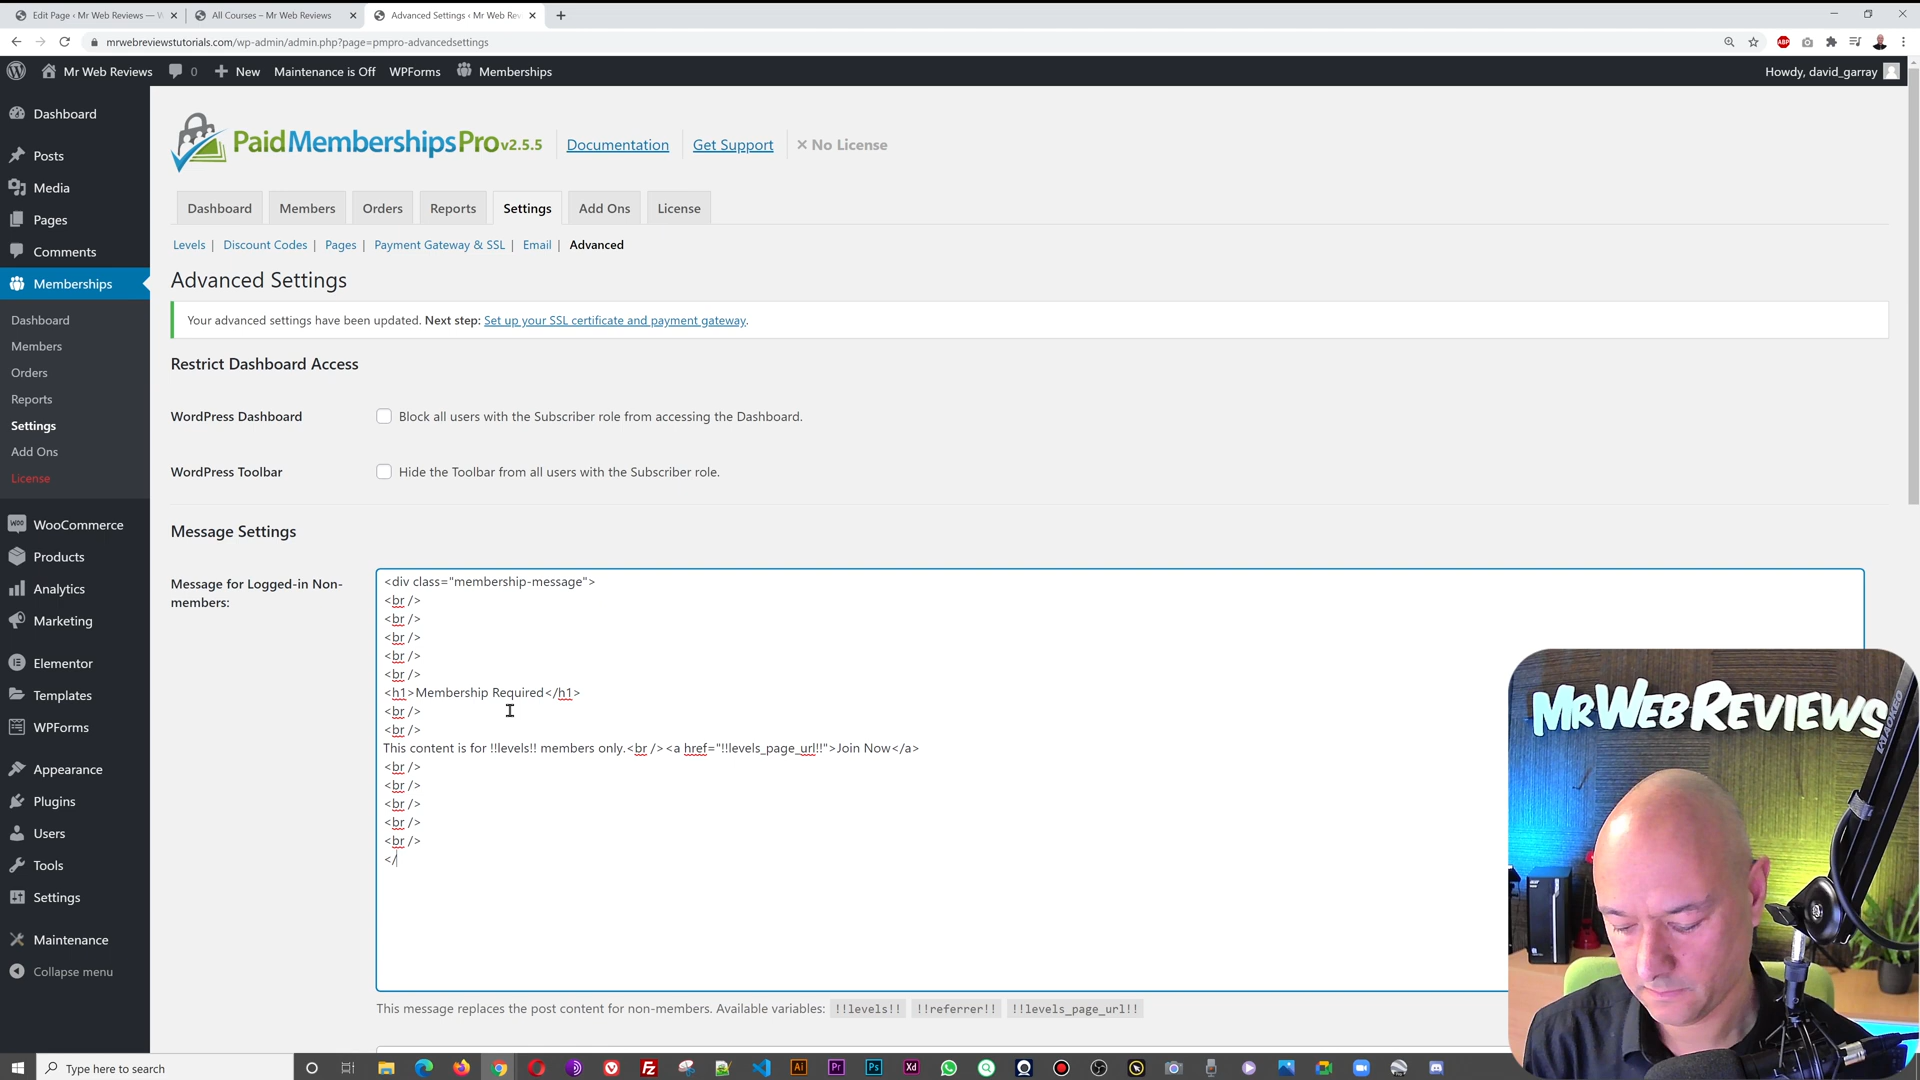 Edit Page ‹ Mr Web Reviews — W
All Courses – Mr Web Reviews
Advanced Settings ‹ Mr Web Rev
mrwebreviewstutorials.com/wp-admin/admin.php?page=pmpro-advancedsettings
ABP
Mr Web Reviews
0
New
Maintenance is Off
WPForms
Memberships
Howdy, david_garray
Dashboard
Posts
Media
Pages
Comments
Memberships
Dashboard
Members
Orders
Reports
Settings
Add Ons
License
WooCommerce
Products
Analytics
Marketing
Elementor
Templates
WPForms
Appearance
Plugins
Users
Tools
Settings
Maintenance
Collapse menu
PaidMembershipsPro v2.5.5
Documentation
Get Support
× No License
Dashboard
Members
Orders
Reports
Settings
Add Ons
License
Levels | Discount Codes | Pages | Payment Gateway & SSL | Email | Advanced
Advanced Settings
Your advanced settings have been updated. Next step: Set up your SSL certificate and payment gateway.
Restrict Dashboard Access
WordPress Dashboard
Block all users with the Subscriber role from accessing the Dashboard.
WordPress Toolbar
Hide the Toolbar from all users with the Subscriber role.
Message Settings
Message for Logged-in Non-
members:
<div class="membership-message">
<br />
<br />
<br />
<br />
<br />
<h1>Membership Required</h1>
<br />
<br />
This content is for !!levels!! members only.<br /><a href="!!levels_page_url!!">Join Now</a>
<br />
<br />
<br />
<br />
<br />
</
This message replaces the post content for non-members. Available variables: !!levels!! !!referrer!! !!levels_page_url!!
MRWEBREVIEWS
TAOKEO
Type here to search
Ai
Pr
Ps
Xd